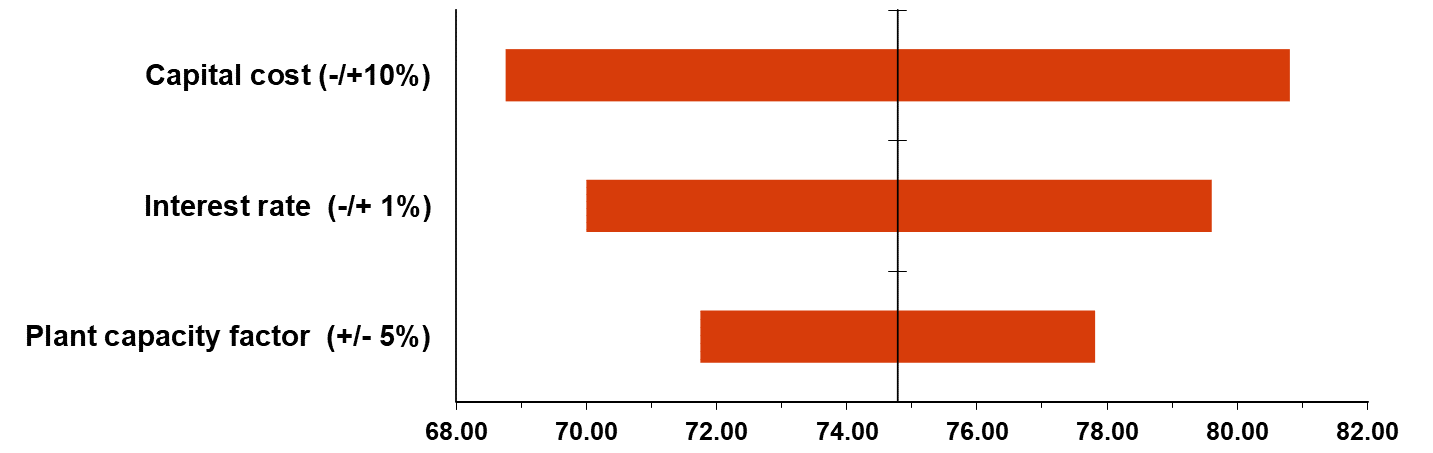 Capital cost (-/+10%)
Interest rate  (-/+ 1%)
Plant capacity factor  (+/- 5%)
68.00 70.00 72.00 74.00 76.00 78.00 80.00 82.00